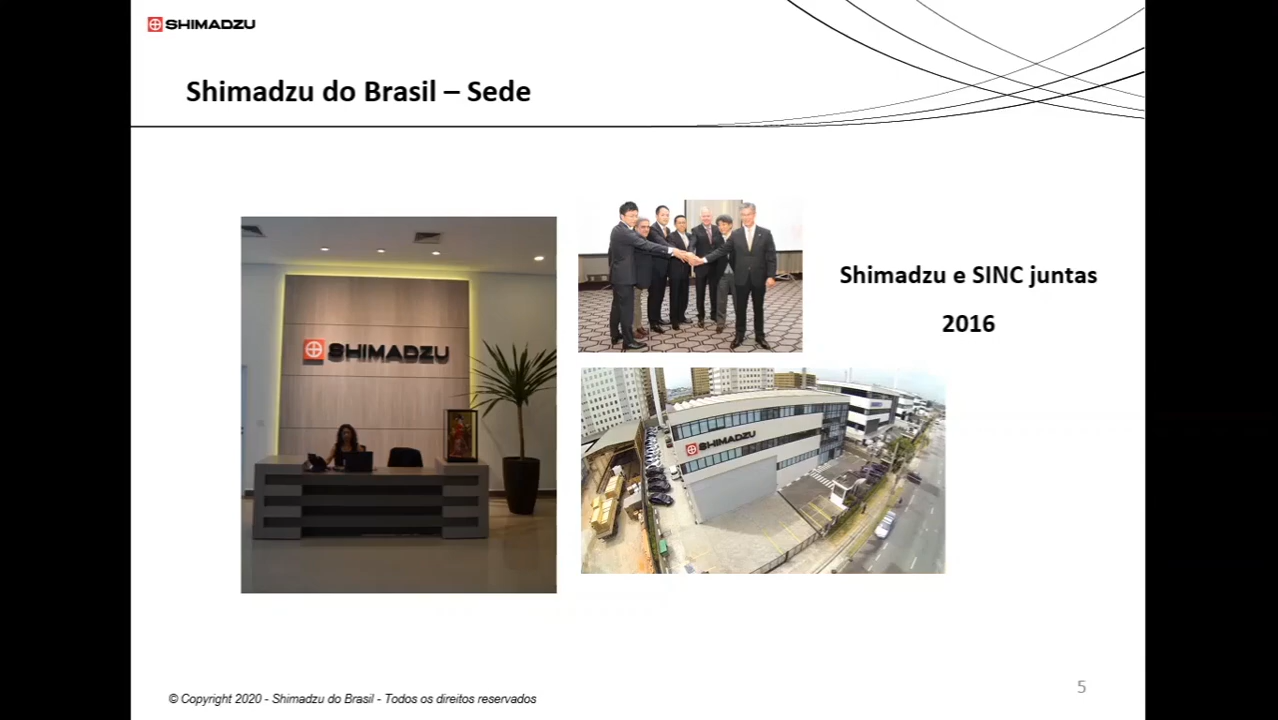 SHIMADZU
Shimadzu do Brasil – Sede
SHIMADZU
Shimadzu e SINC juntas
2016
SHIMADZU
© Copyright 2020 - Shimadzu do Brasil - Todos os direitos reservados
5